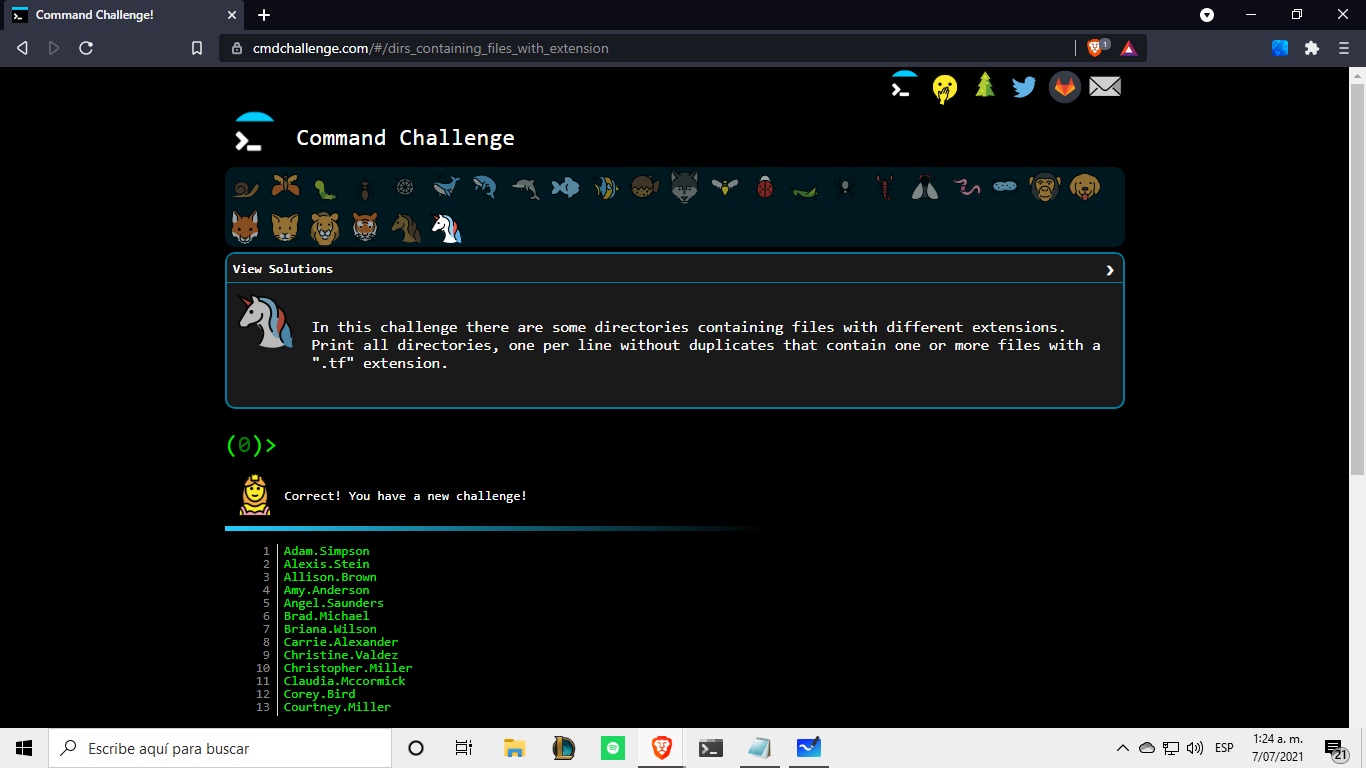 Command Challenge!
cmdchallenge.com/#/dirs_containing_files_with_extension
1
Command Challenge
View Solutions
In this challenge there are some directories containing files with different extensions.
Print all directories, one per line without duplicates that contain one or more files with a
".tf" extension.
(0)>
Correct! You have a new challenge!
1 Adam.Simpson
2 Alexis.Stein
3 Allison.Brown
4 Amy.Anderson
5 Angel.Saunders
6 Brad.Michael
7 Briana.Wilson
8 Carrie.Alexander
9 Christine.Valdez
10 Christopher.Miller
11 Claudia.Mccormick
12 Corey.Bird
13 Courtney.Miller
Escribe aquí para buscar
ESP
1:24 a. m.
7/07/2021
21